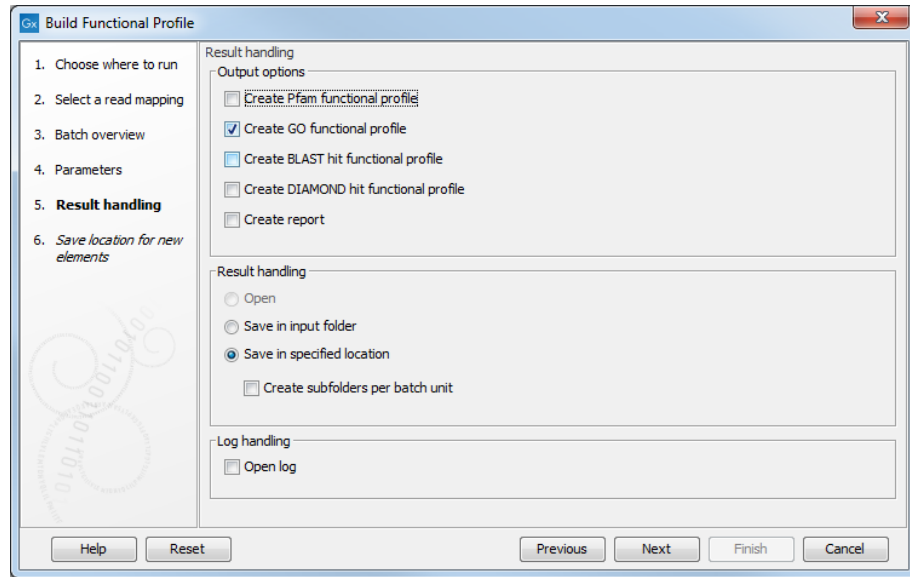 Gx Build Functional Profile
1. Choose where to run
2. Select a read mapping
3. Batch overview
4. Parameters
5. Result handling
6. Save location for new
elements
Result handling
Output options
Create Pfam functional profile
Create GO functional profile
Create BLAST hit functional profile
Create DIAMOND hit functional profile
Create report
Result handling
Open
Save in input folder
Save in specified location
Create subfolders per batch unit
Log handling
Open log
Help
Reset
Previous
Next
Finish
Cancel